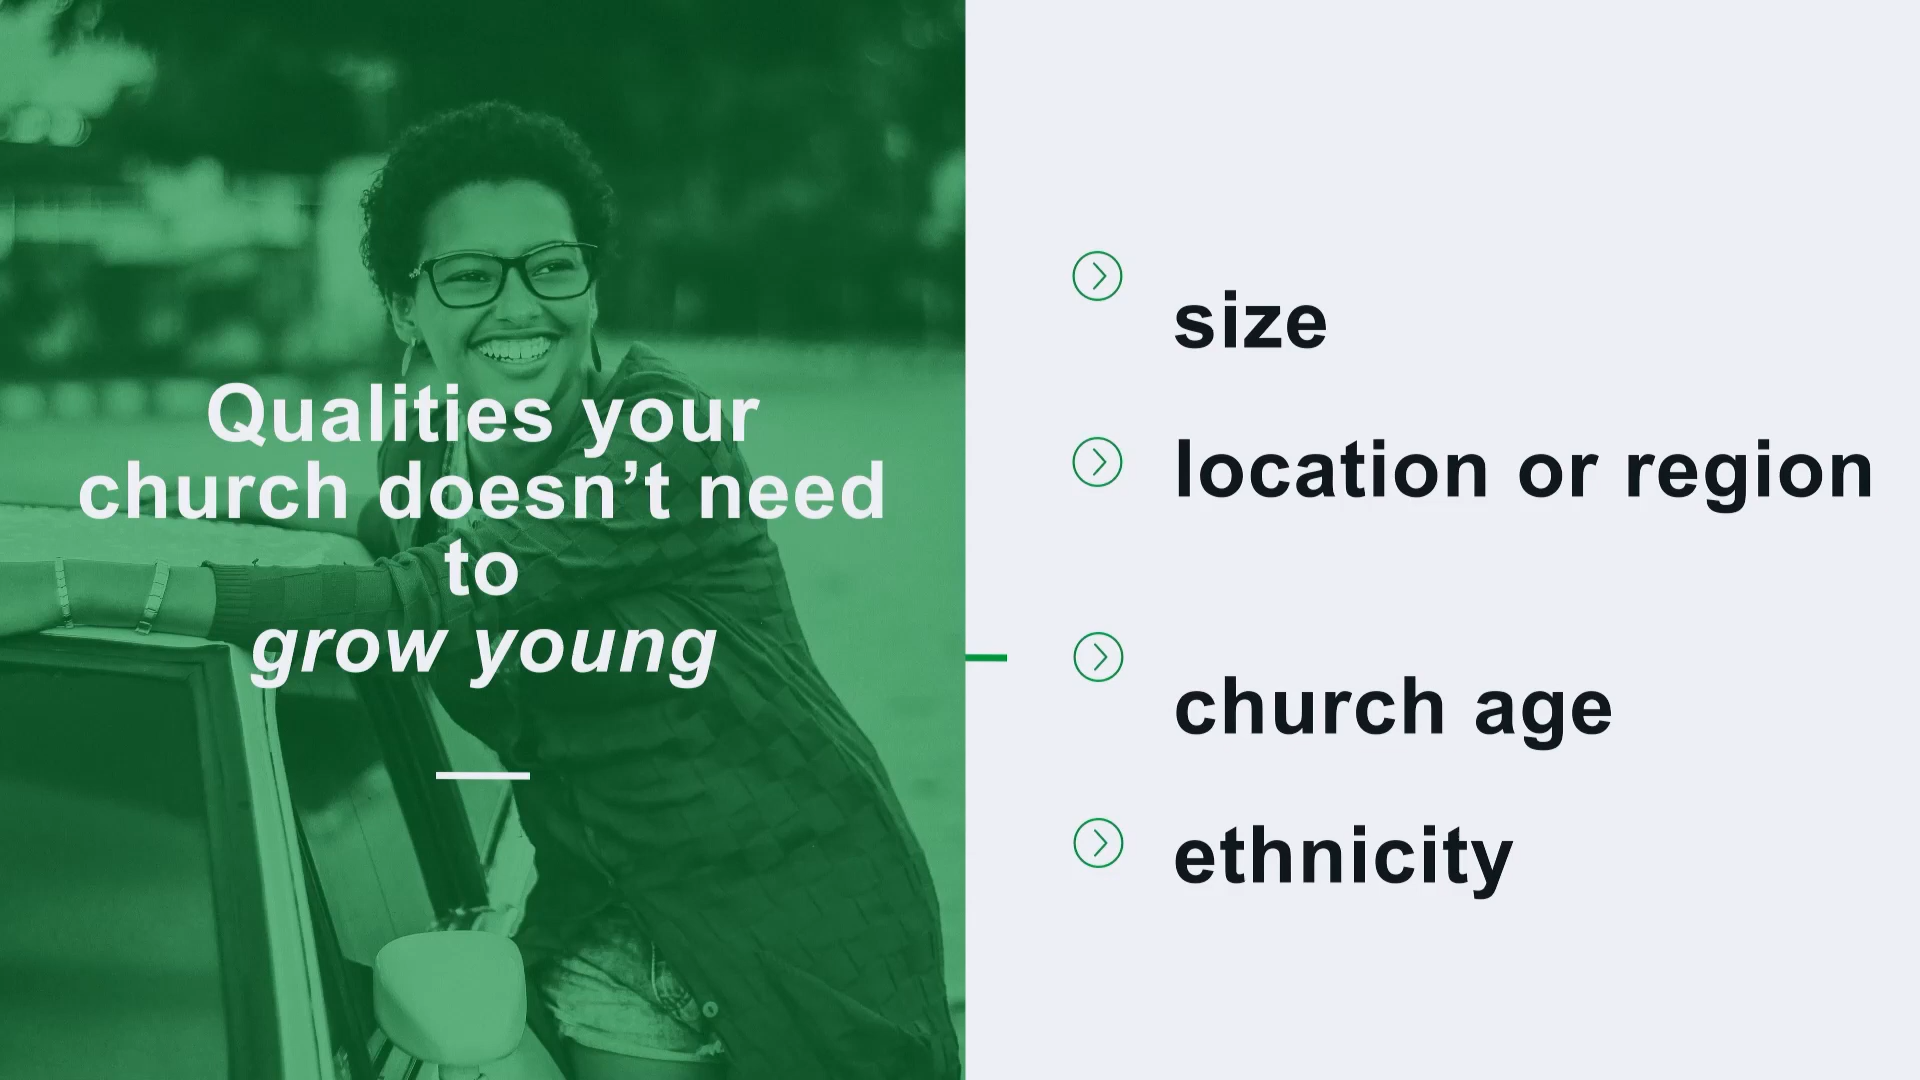 Qualities your
church doesn’t need
to
grow young
size
location or region
church age
ethnicity